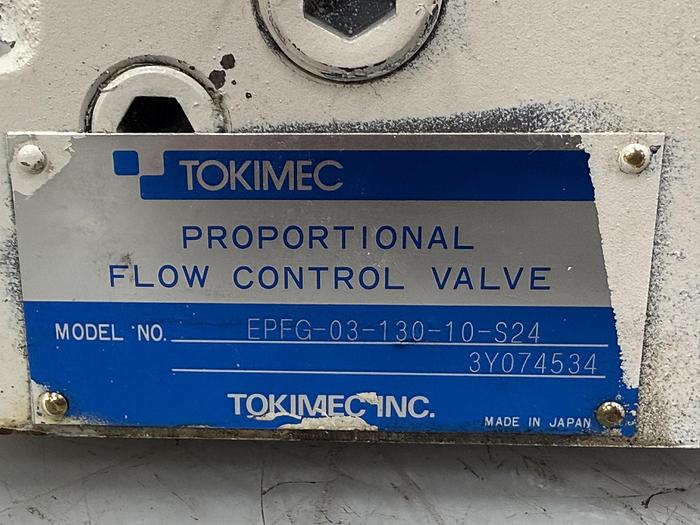 TOKIMEC
PROPORTIONAL
FLOW CONTROL VALVE
MODEL NO. EPFG-03-130-10-S24
3Y074534
TOKIMEC INC.
MADE IN JAPAN